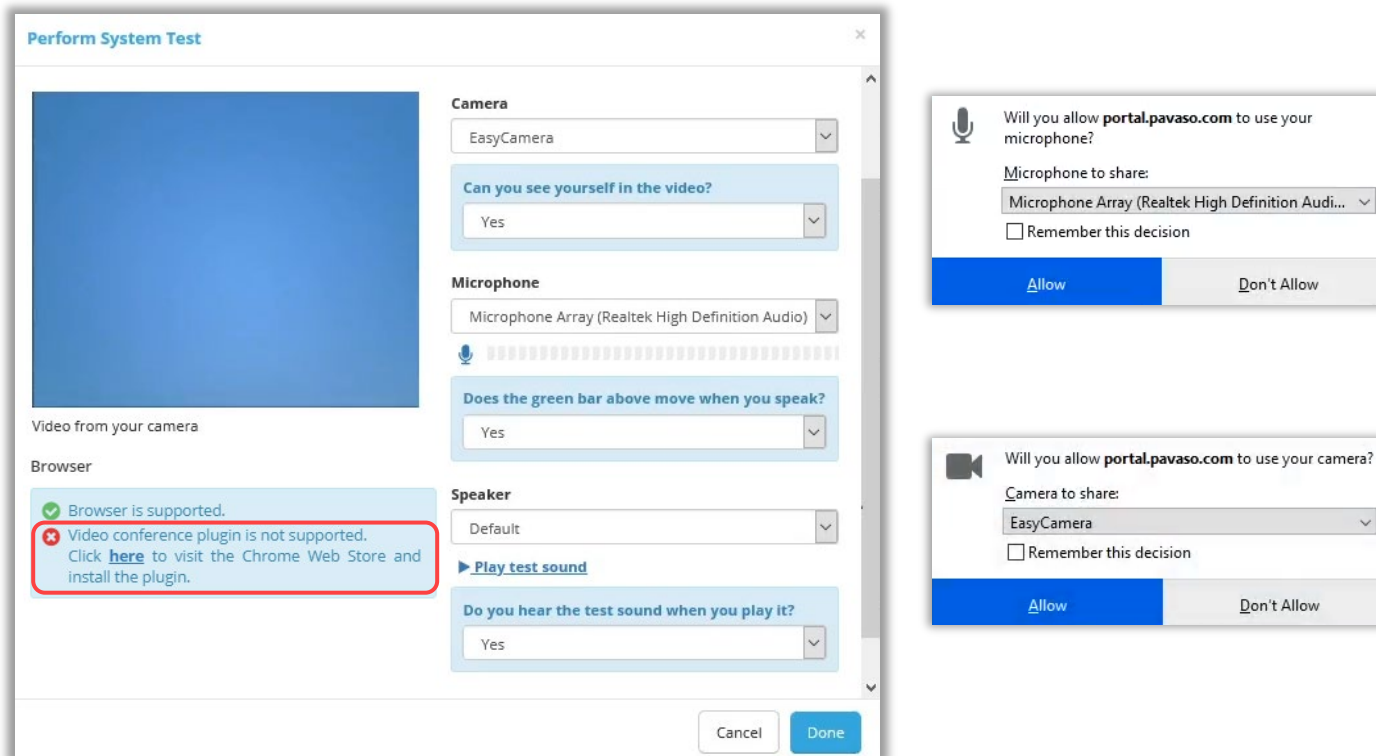 Perform System Test
×
Camera
EasyCamera
Can you see yourself in the video?
Yes
Microphone
Microphone Array (Realtek High Definition Audio)
Does the green bar above move when you speak?
Yes
Video from your camera
Browser
Browser is supported.
Video conference plugin is not supported.
Click here to visit the Chrome Web Store and
install the plugin.
Speaker
Default
Play test sound
Do you hear the test sound when you play it?
Yes
Cancel
Done
Will you allow portal.pavaso.com to use your
microphone?
Microphone to share:
Microphone Array (Realtek High Definition Audi...
Remember this decision
Allow
Don't Allow
Will you allow portal.pavaso.com to use your camera?
Camera to share:
EasyCamera
Remember this decision
Allow
Don't Allow